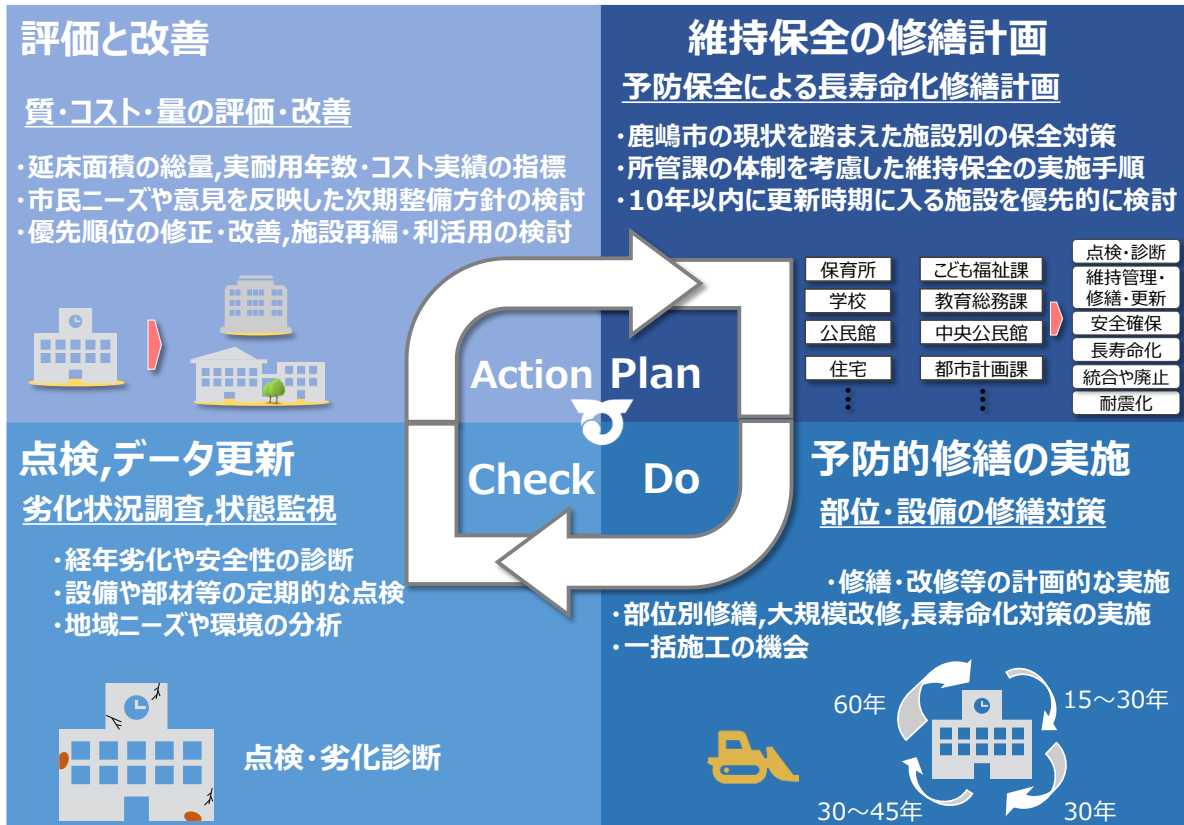 評価と改善
質・コスト・量の評価・改善
・延床面積の総量,実耐用年数・コスト実績の指標
・市民ニーズや意見を反映した次期整備方針の検討
・優先順位の修正・改善,施設再編・利活用の検討
維持保全の修繕計画
予防保全による長寿命化修繕計画
・鹿嶋市の現状を踏まえた施設別の保全対策
・所管課の体制を考慮した維持保全の実施手順
・10年以内に更新時期に入る施設を優先的に検討
保育所
学校
公民館
住宅
こども福祉課
教育総務課
中央公民館
都市計画課
点検・診断
維持管理・
修繕・更新
安全確保
長寿命化
統合や廃止
耐震化
Action
Plan
Check
Do
点検,データ更新
劣化状況調査,状態監視
・経年劣化や安全性の診断
・設備や部材等の定期的な点検
・地域ニーズや環境の分析
点検・劣化診断
予防的修繕の実施
部位・設備の修繕対策
・修繕・改修等の計画的な実施
・部位別修繕,大規模改修,長寿命化対策の実施
・一括施工の機会
60年
15～30年
30～45年
30年